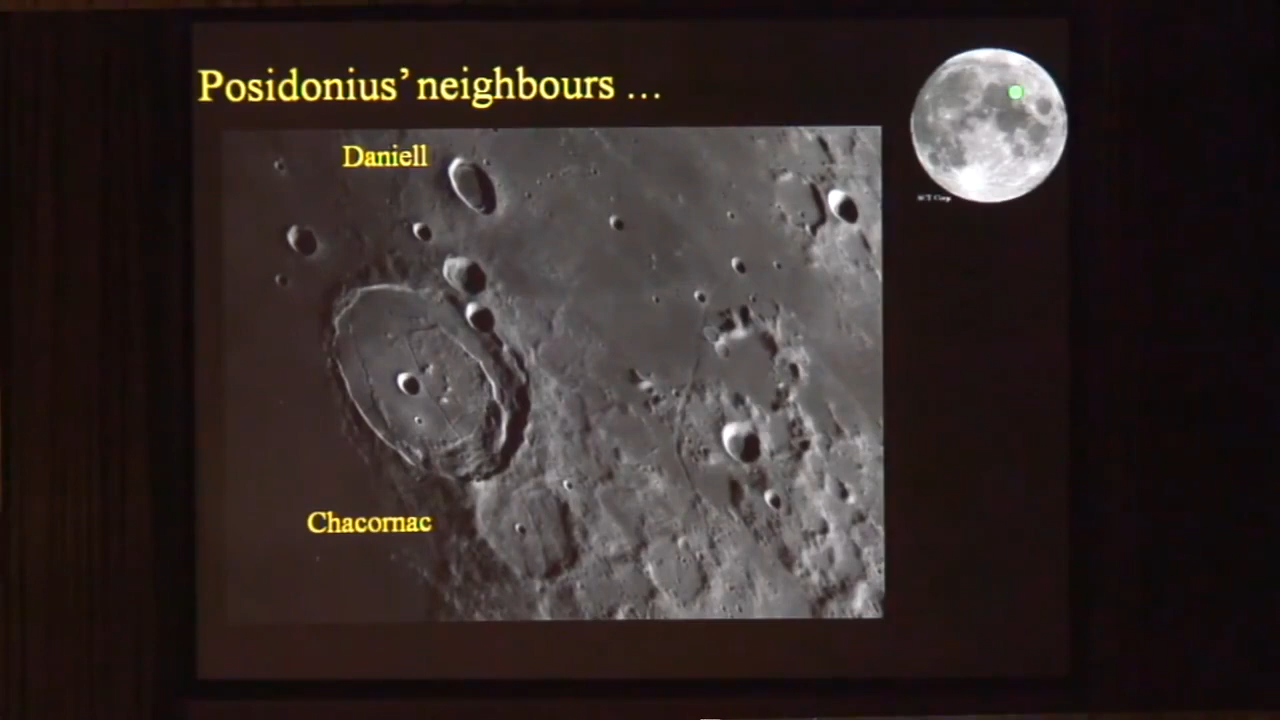 Posidonius’ neighbours …
Daniell
Chacornac